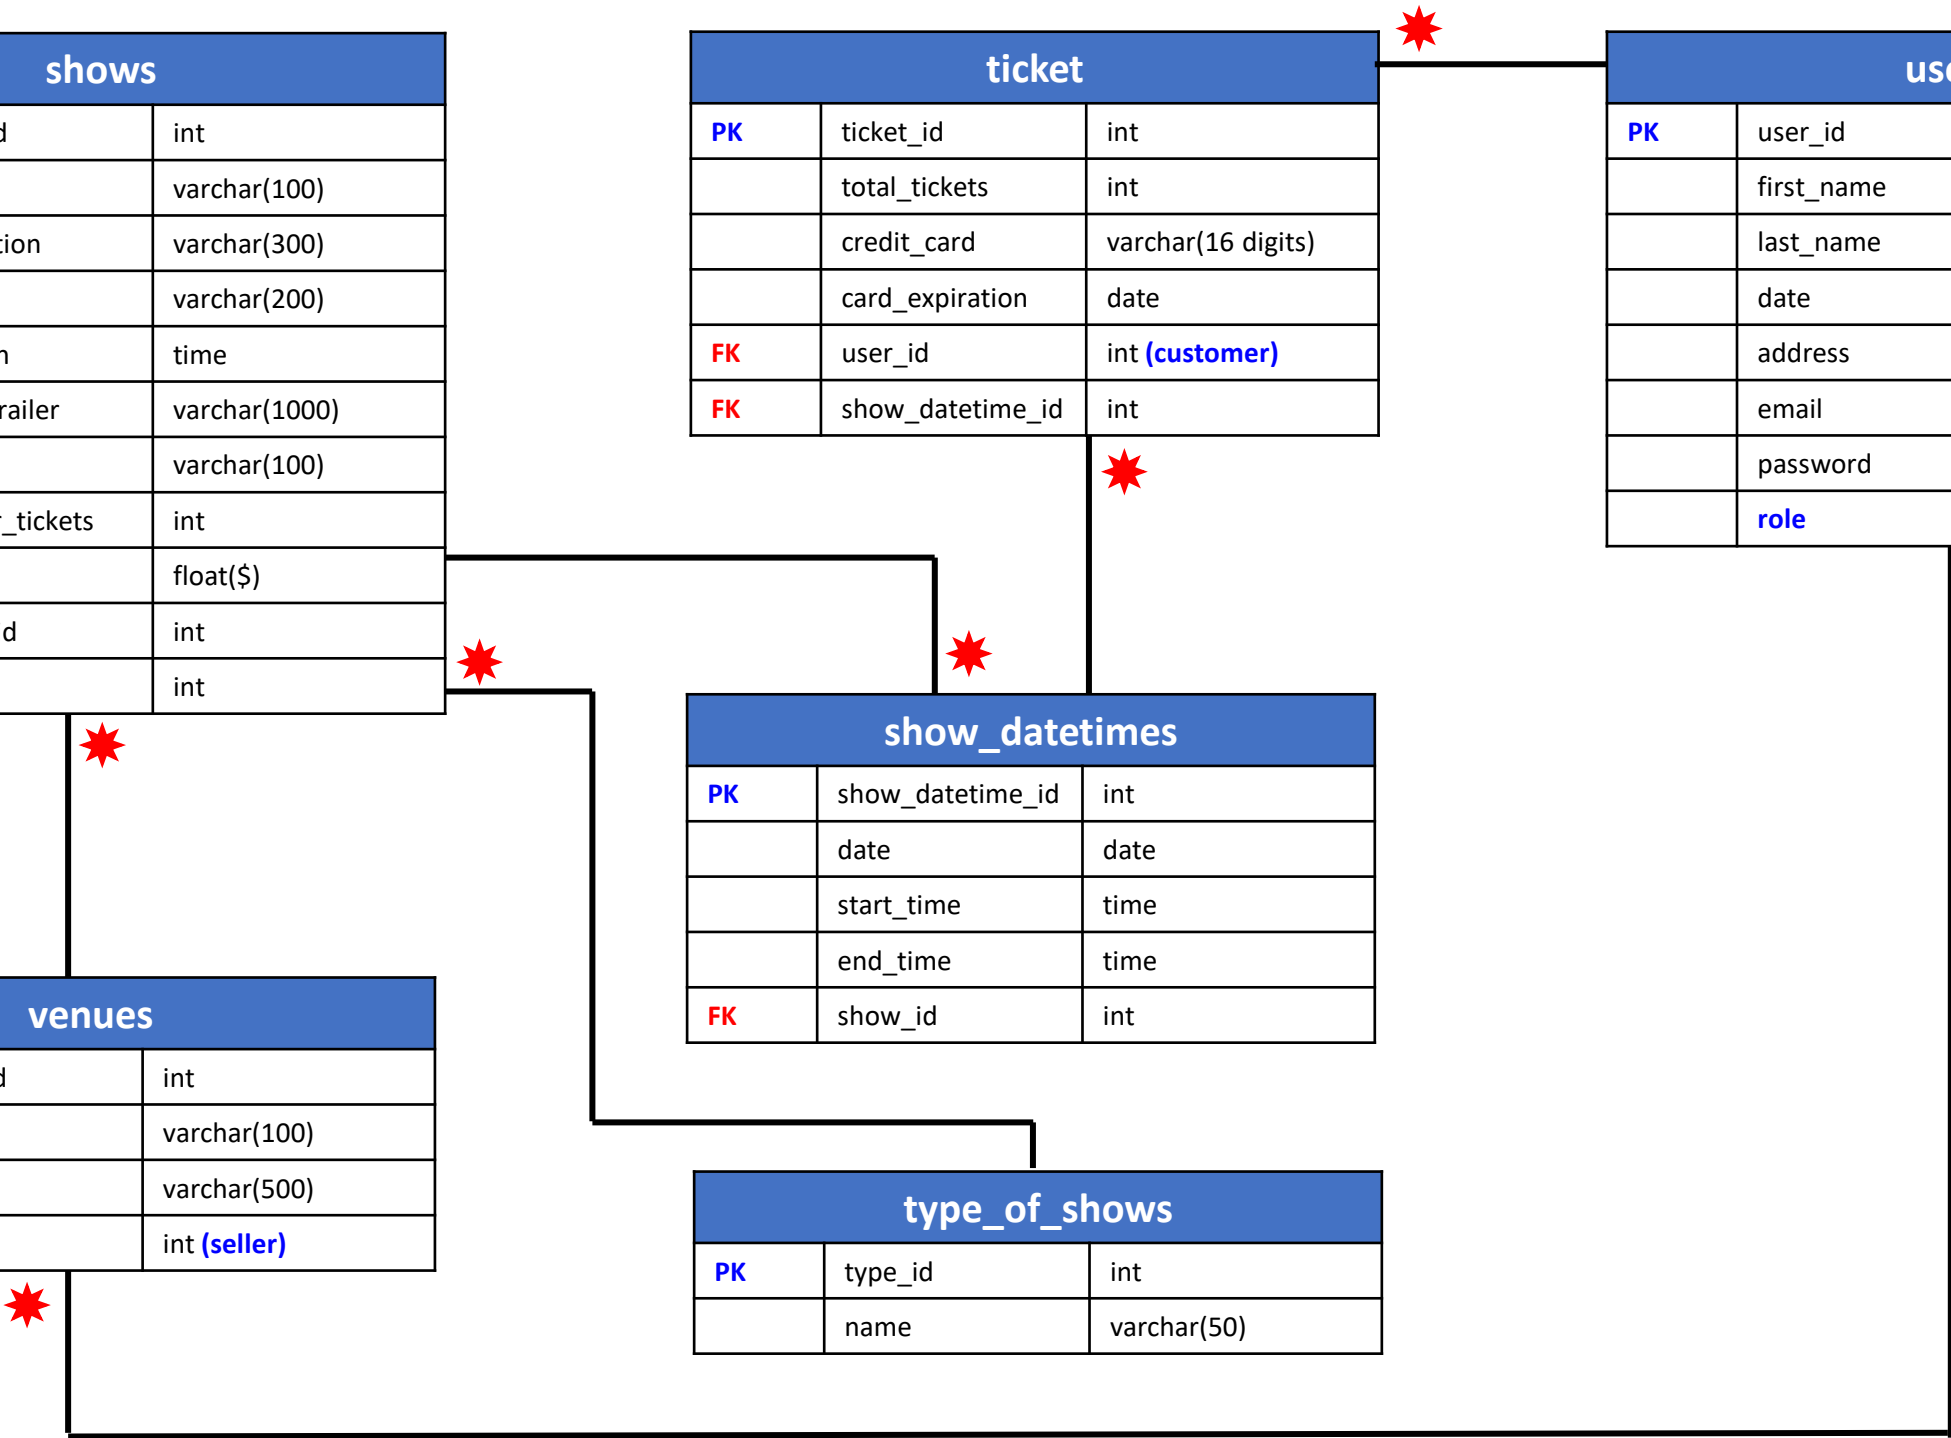 shows
int
varchar(100)
tion varchar(300)
varchar(200)
time
railer varchar(1000)
varchar(100)
_tickets int
float($)
d int
int
ticket
PK ticket_id int
total_tickets int
credit_card varchar(16 digits)
card_expiration date
FK user_id int (customer)
FK show_datetime_id int
use
PK user_id
first_name
last_name
date
address
email
password
role
show_datetimes
PK show_datetime_id int
date date
start_time time
end_time time
FK show_id int
venues
int
varchar(100)
varchar(500)
int (seller)
type_of_shows
PK type_id int
name varchar(50)